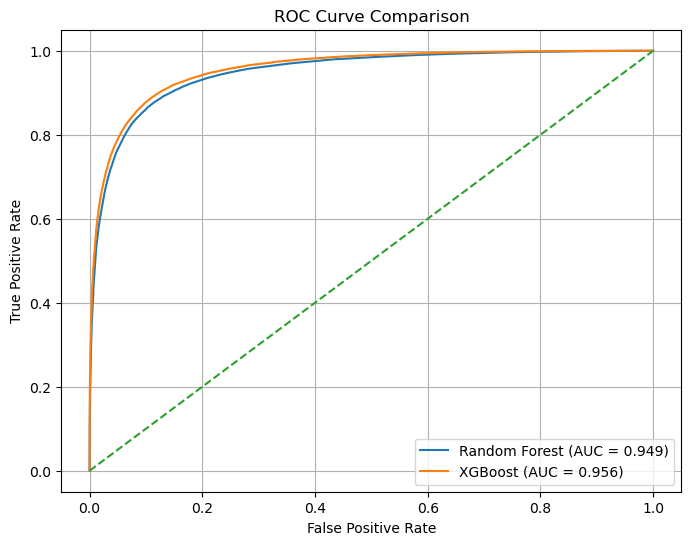 ROC Curve Comparison
True Positive Rate
1.0
0.8
0.6
0.4
0.2
0.0
Random Forest (AUC = 0.949)
XGBoost (AUC = 0.956)
0.0 0.2 0.4 0.6 0.8 1.0
False Positive Rate